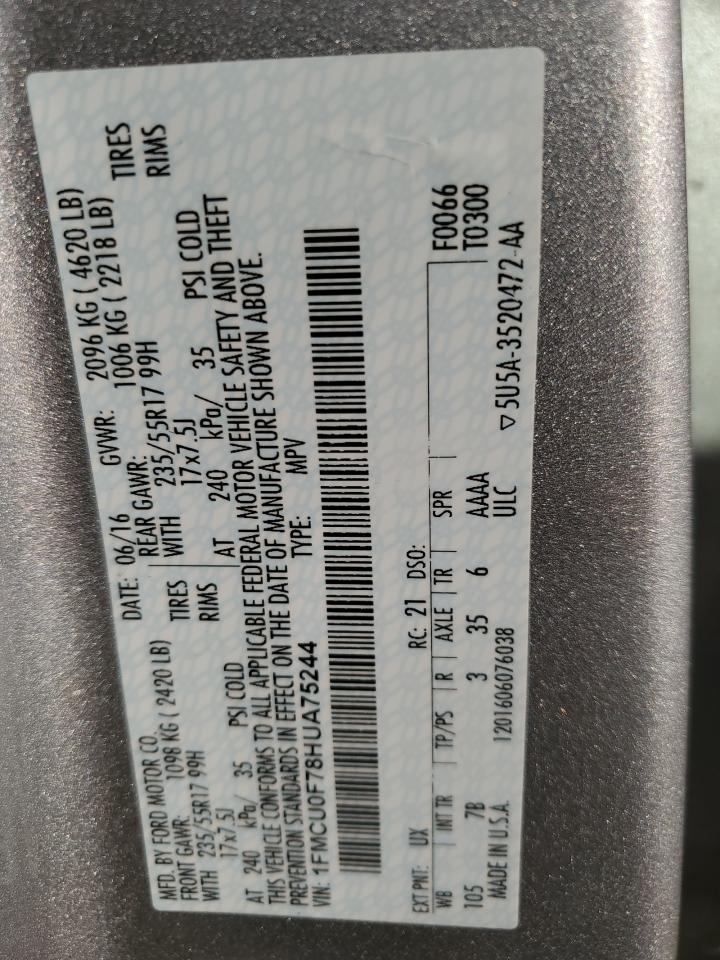 MFD. BY FORD MOTOR CO. DATE: 06/16 GVWR: 2096 KG ( 4620 LB)
FRONT GAWR: 1098 KG ( 2420 LB) REAR GAWR: 1006 KG ( 2218 LB)
WITH 235/55R17 99H TIRES WITH 235/55R17 99H TIRES
17x7.5J RIMS 17x7.5J RIMS
AT 240 kPa/ 35 PSI COLD AT 240 kPa/ 35 PSI COLD
THIS VEHICLE CONFORMS TO ALL APPLICABLE FEDERAL MOTOR VEHICLE SAFETY AND THEFT
PREVENTION STANDARDS IN EFFECT ON THE DATE OF MANUFACTURE SHOWN ABOVE.
VIN: 1FMCU0F78HUA75244 TYPE: MPV
EXT PNT: UX RC: 21 DSO: F0066
WB INT TR TP/PS R AXLE TR SPR T0300
105 7B 3 35 6 AAAA
MADE IN U.S.A. 1201606076038 ULC ▽5U5A-3520472-AA